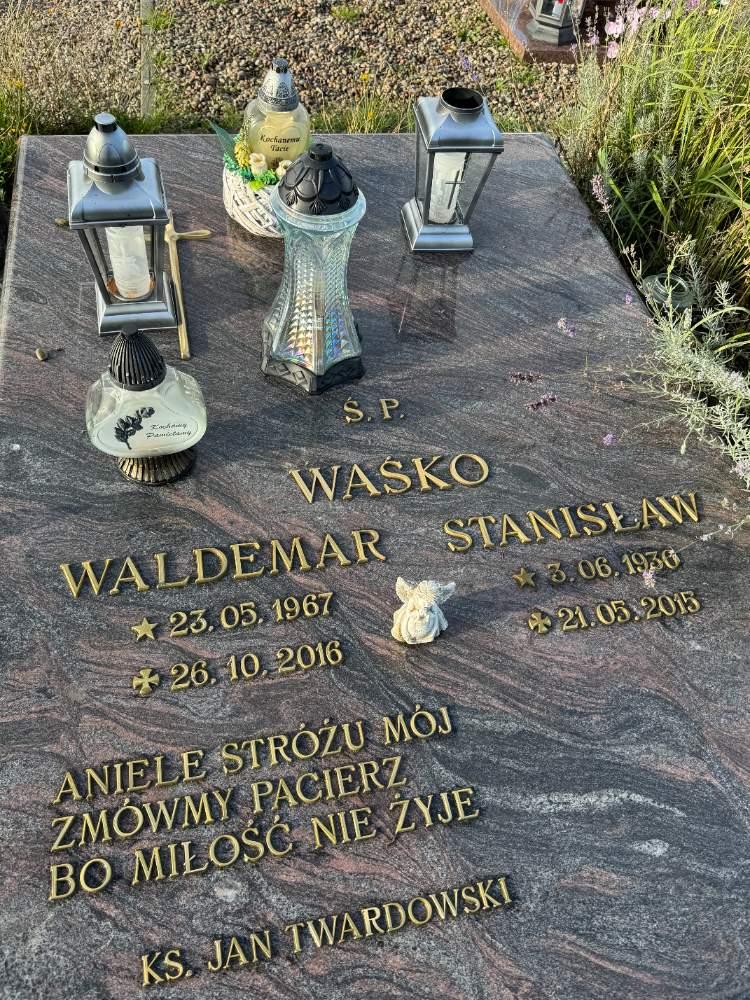 Kochanemu
Tacie
Kochamy
Pamiętamy
Ś. P.
WAŚKO
WALDEMAR
23. 05. 1967
26. 10. 2016
STANISŁAW
3. 06. 1936
21. 05. 2015
ANIELE STRÓŻU MÓJ
ZMÓWMY PACIERZ
BO MIŁOŚĆ NIE ŻYJE
KS. JAN TWARDOWSKI